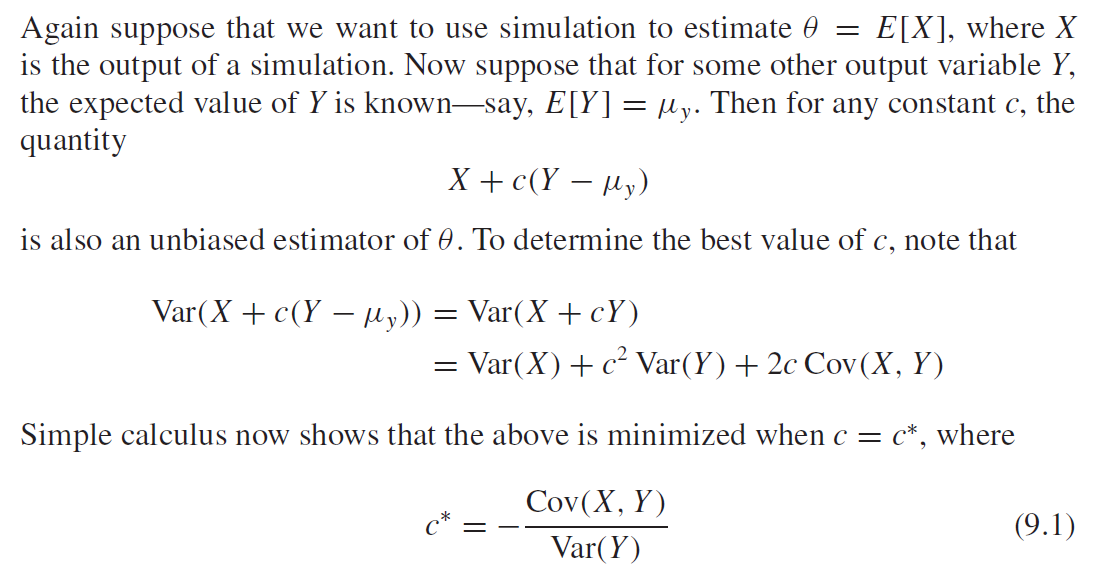 Again suppose that we want to use simulation to estimate θ = E[X], where X
is the output of a simulation. Now suppose that for some other output variable Y,
the expected value of Y is known—say, E[Y] = μ_y. Then for any constant c, the
quantity
X + c(Y − μ_y)
is also an unbiased estimator of θ. To determine the best value of c, note that
Var(X + c(Y − μ_y)) = Var(X + cY)
= Var(X) + c² Var(Y) + 2c Cov(X, Y)
Simple calculus now shows that the above is minimized when c = c*, where
c* = −Cov(X, Y)/Var(Y) (9.1)